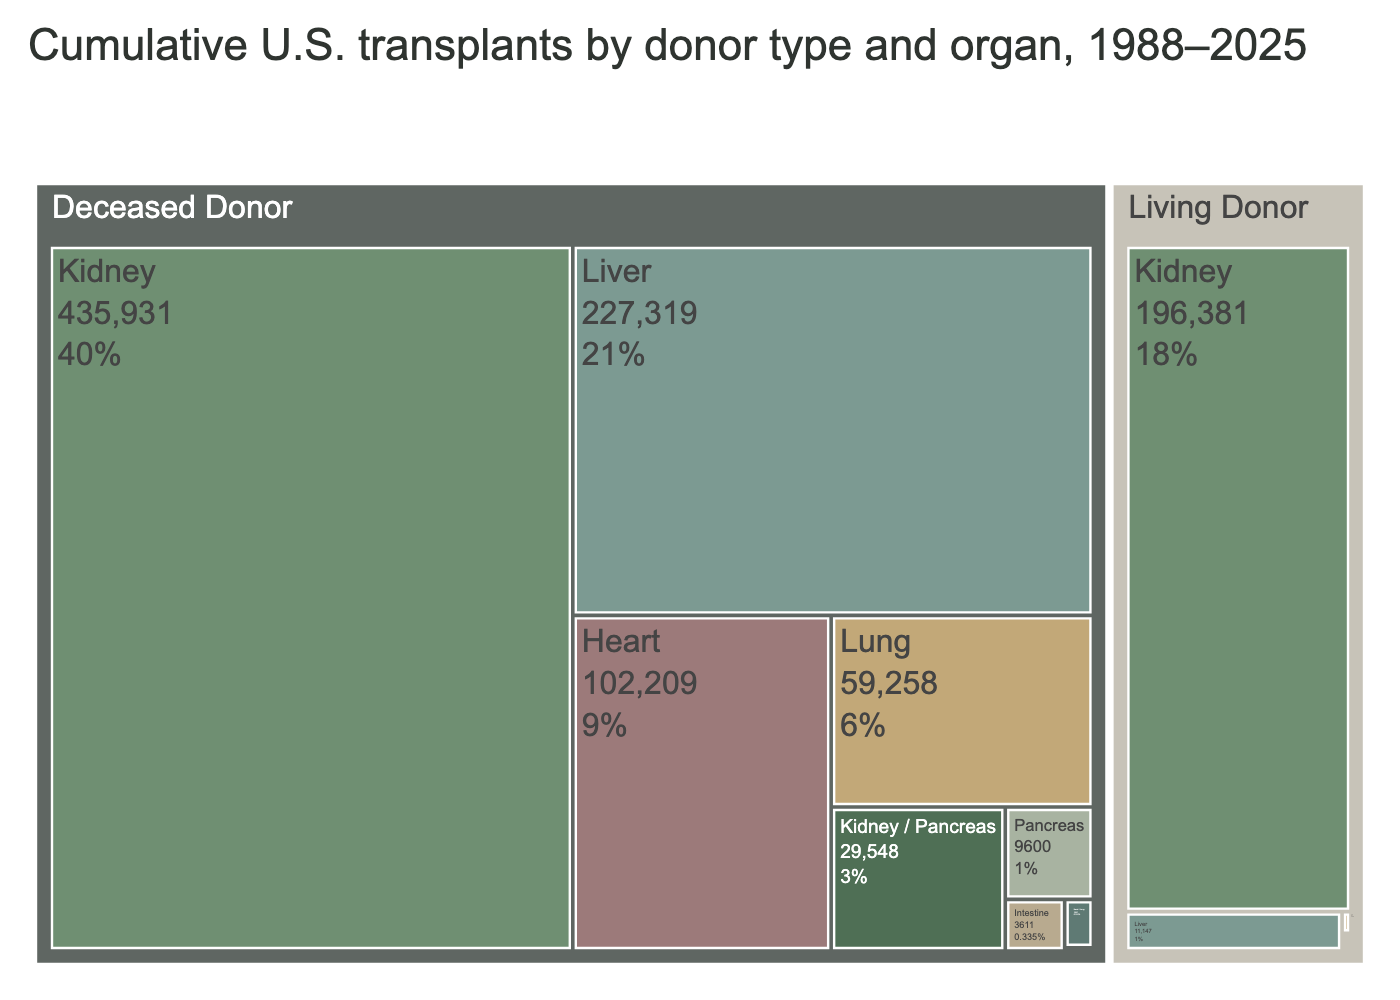 Cumulative U.S. transplants by donor type and organ, 1988–2025
Deceased Donor
Kidney
435,931
40%
Liver
227,319
21%
Heart
102,209
9%
Lung
59,258
6%
Kidney / Pancreas
29,548
3%
Pancreas
9600
1%
Intestine
3611
0.335%
Living Donor
Kidney
196,381
18%
Liver
11,147
1%